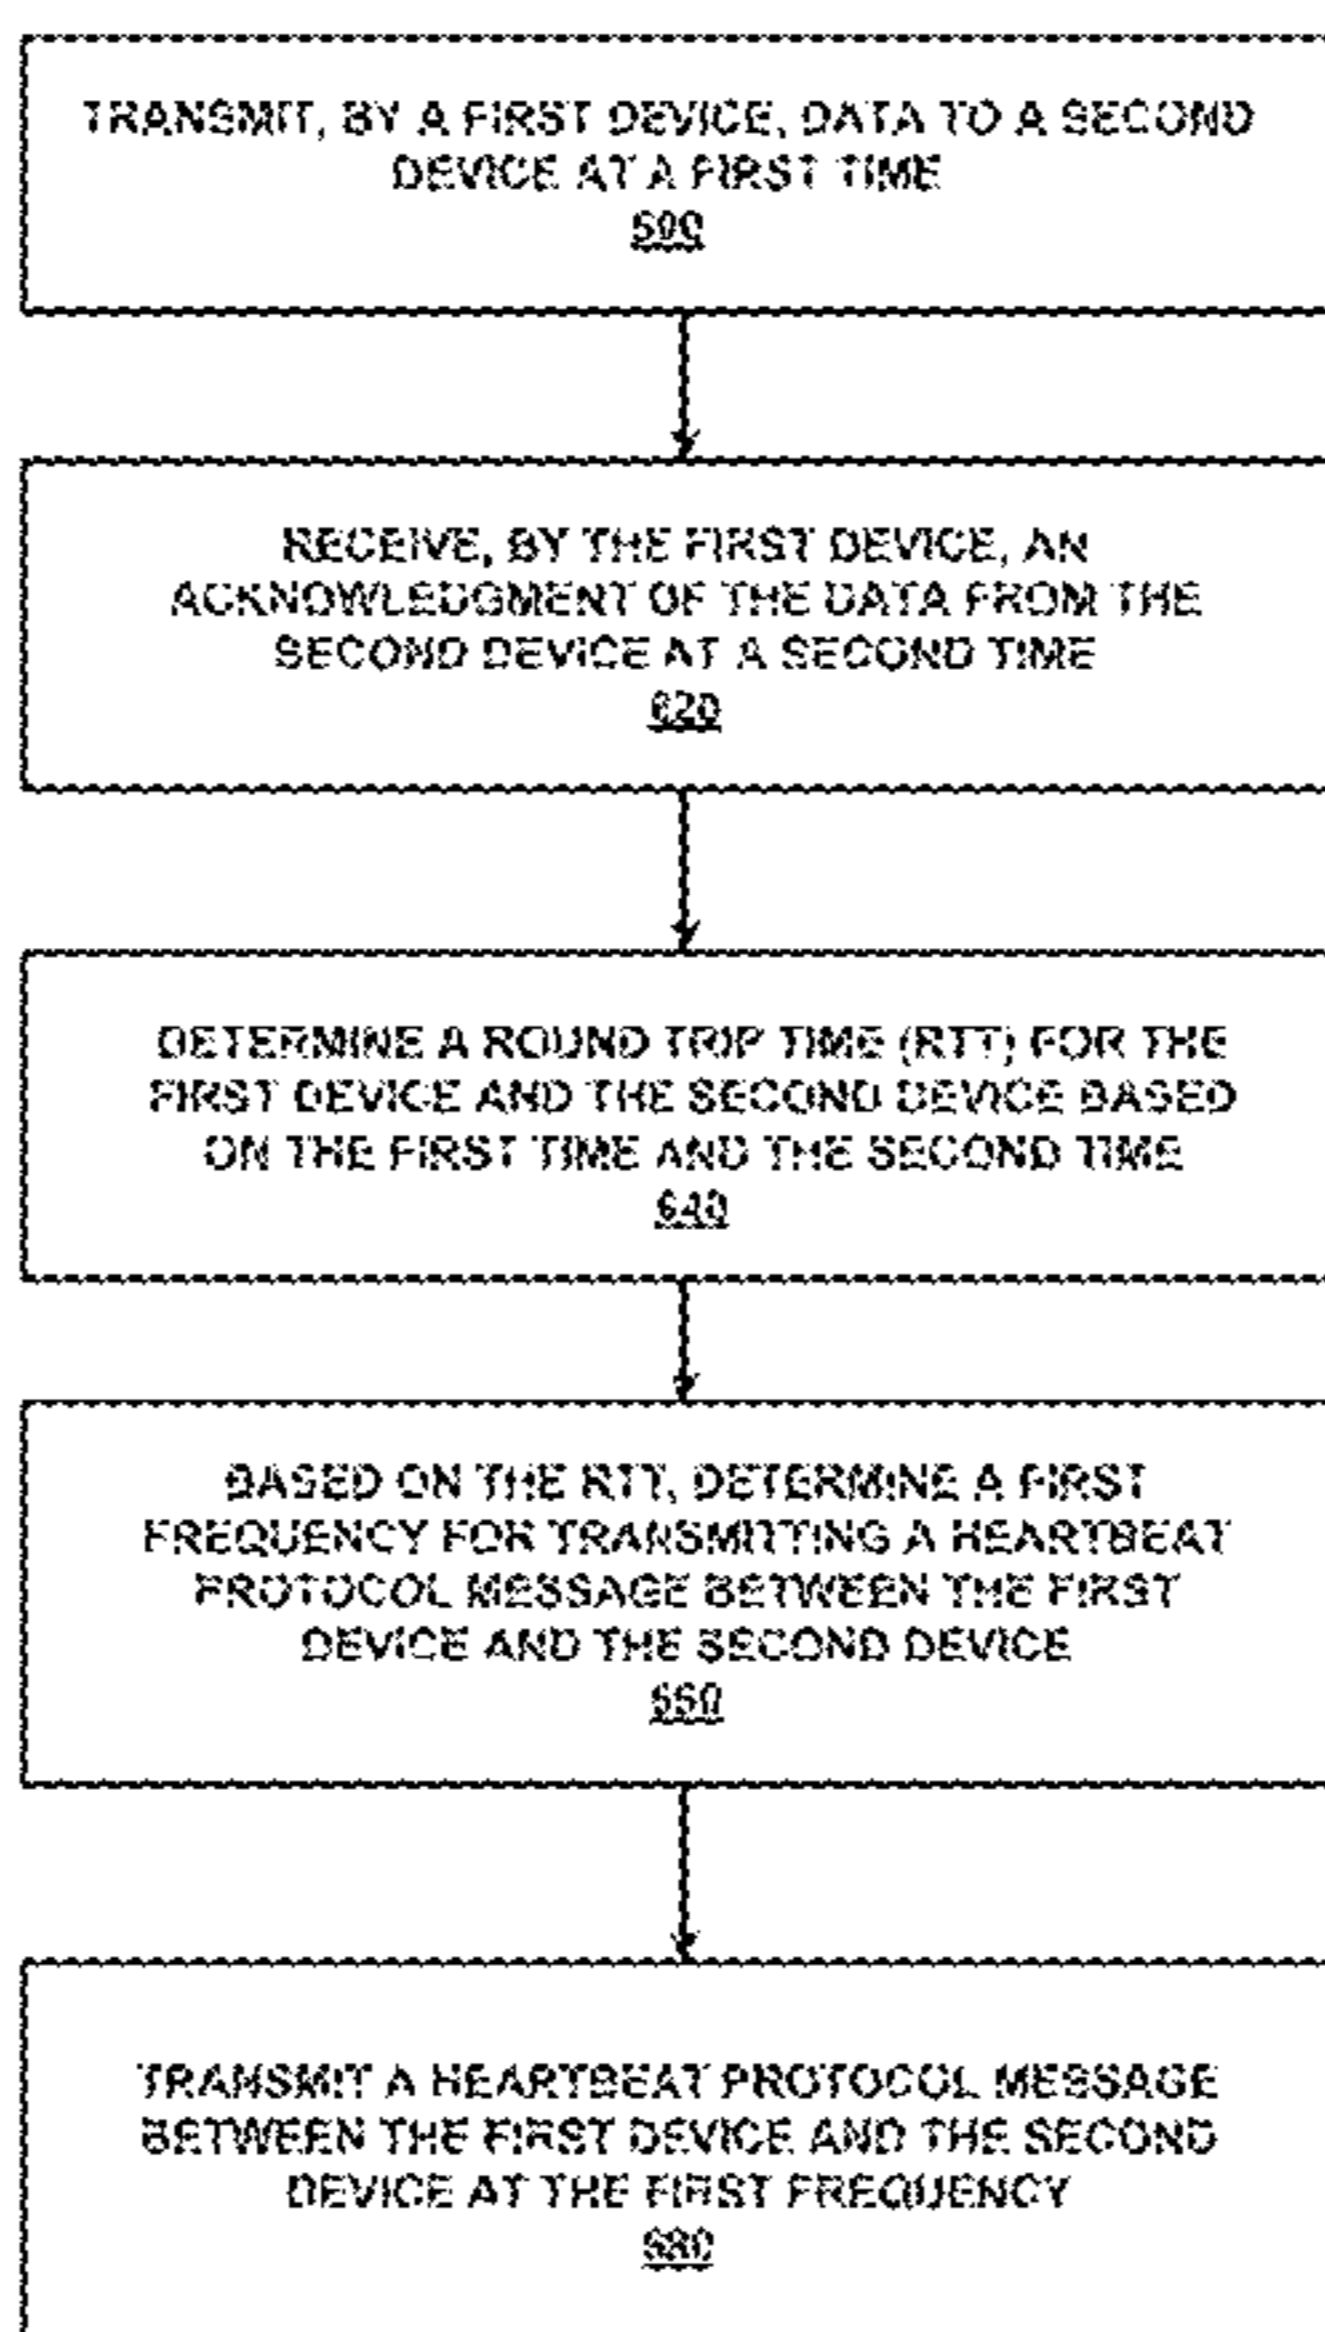 TRANSMIT, BY A FIRST DEVICE, DATA TO A SECOND
DEVICE AT A FIRST TIME
600
RECEIVE, BY THE FIRST DEVICE, AN
ACKNOWLEDGMENT OF THE DATA FROM THE
SECOND DEVICE AT A SECOND TIME
620
DETERMINE A ROUND TRIP TIME (RTT) FOR THE
FIRST DEVICE AND THE SECOND DEVICE BASED
ON THE FIRST TIME AND THE SECOND TIME
640
BASED ON THE RTT, DETERMINE A FIRST
FREQUENCY FOR TRANSMITTING A HEARTBEAT
PROTOCOL MESSAGE BETWEEN THE FIRST
DEVICE AND THE SECOND DEVICE
660
TRANSMIT A HEARTBEAT PROTOCOL MESSAGE
BETWEEN THE FIRST DEVICE AND THE SECOND
DEVICE AT THE FIRST FREQUENCY
680